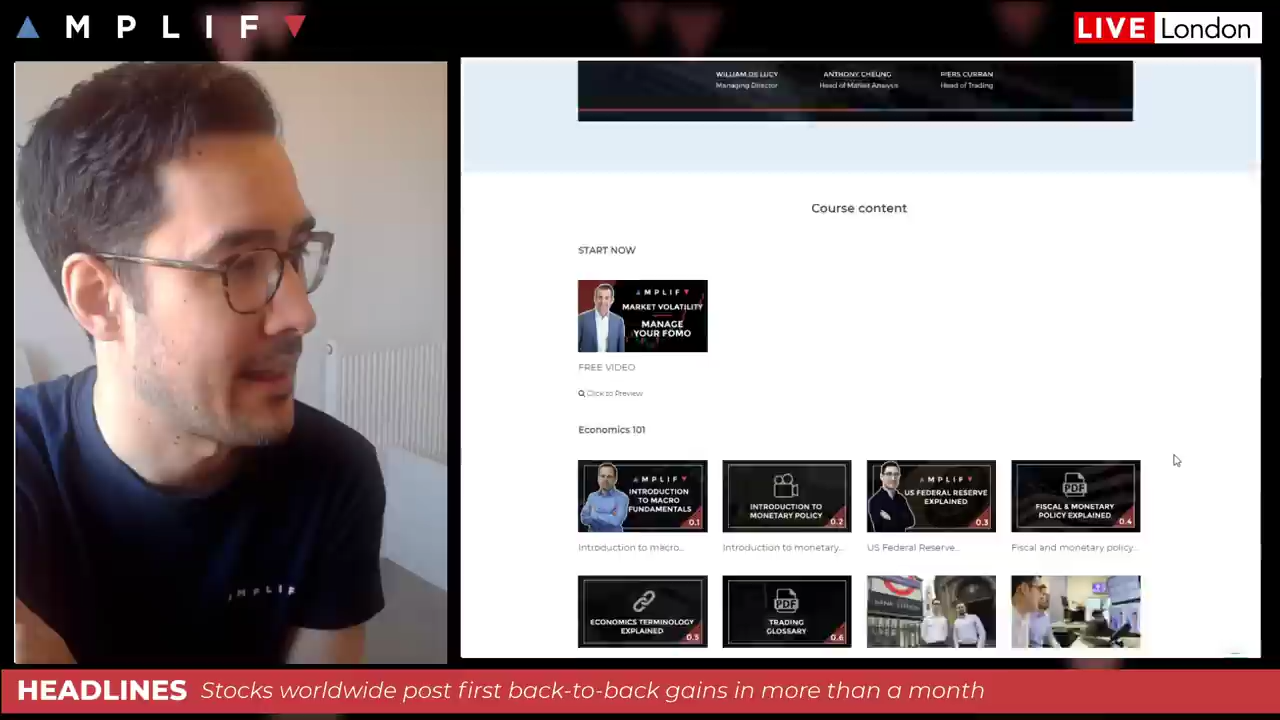 AMPLIFY
LIVE London
WILLIAM DE LUCY
Managing Director
ANTHONY CHEUNG
Head of Market Analysis
PIERS CURRAN
Head of Trading
Course content
START NOW
AMPLIFY
MARKET VOLATILITY
MANAGE
YOUR FOMO
FREE VIDEO
Click to Preview
Economics 101
AMPLIFY
INTRODUCTION
TO MACRO
FUNDAMENTALS
0.1
INTRODUCTION TO
MONETARY POLICY
0.2
AMPLIFY
US FEDERAL RESERVE
EXPLAINED
0.3
PDF
FISCAL & MONETARY
POLICY EXPLAINED
0.4
Introduction to macro...
Introduction to monetary...
US Federal Reserve...
Fiscal and monetary policy...
ECONOMICS TERMINOLOGY
EXPLAINED
0.5
PDF
TRADING
GLOSSARY
0.6
BANK STATION
AMPLIFY
HEADLINES Stocks worldwide post first back-to-back gains in more than a month